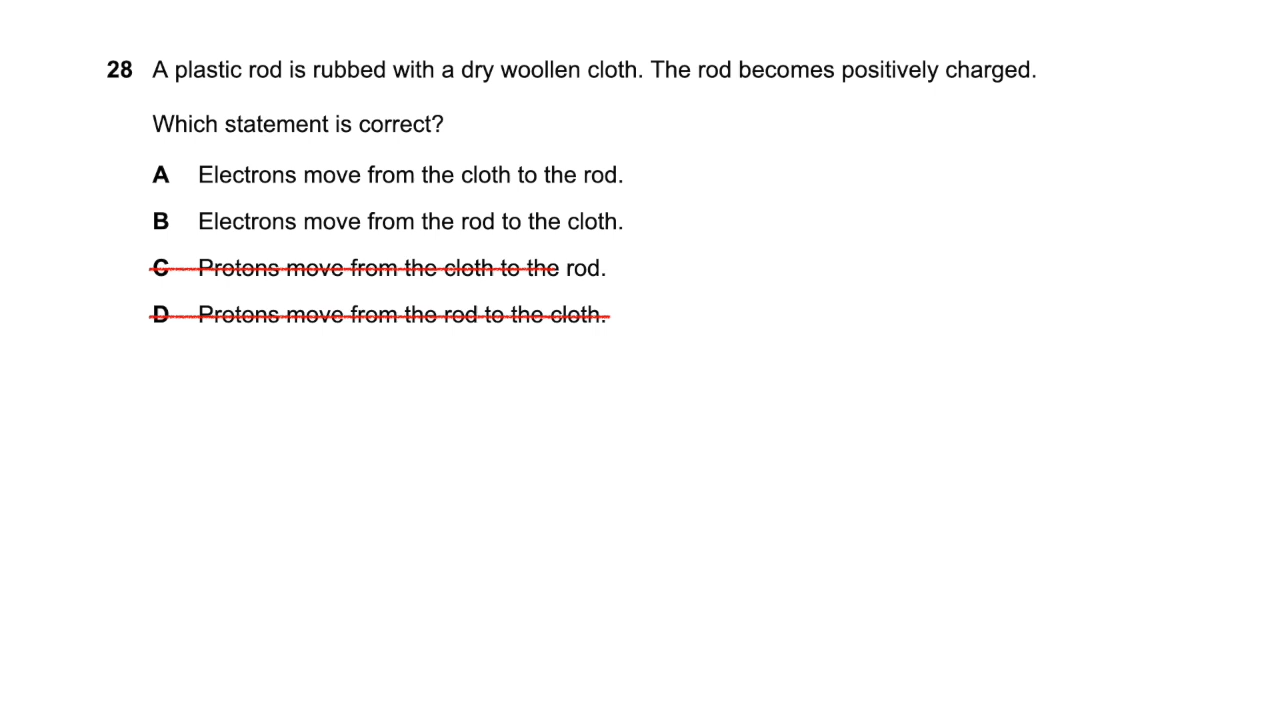 28 A plastic rod is rubbed with a dry woollen cloth. The rod becomes positively charged.
Which statement is correct?
A Electrons move from the cloth to the rod.
B Electrons move from the rod to the cloth.
C Protons move from the cloth to the rod.
D Protons move from the rod to the cloth.